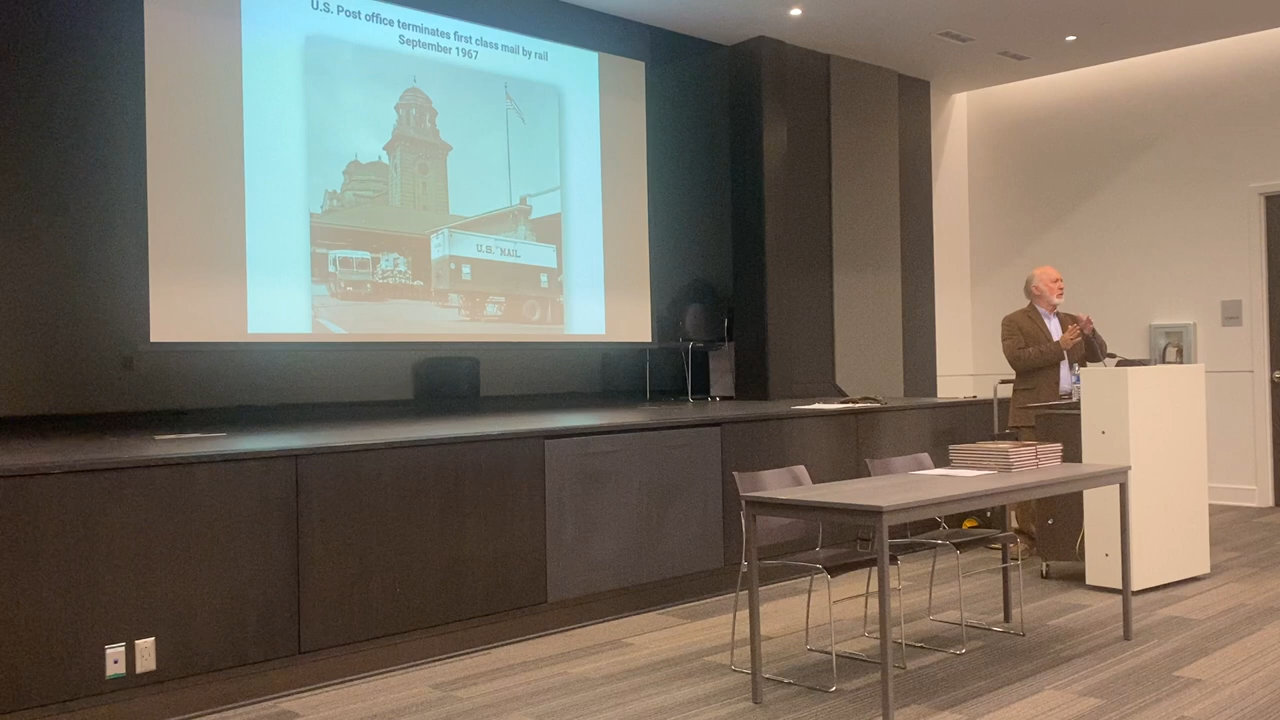 U.S. Post office terminates first class mail by rail
September 1967
U.S. MAIL